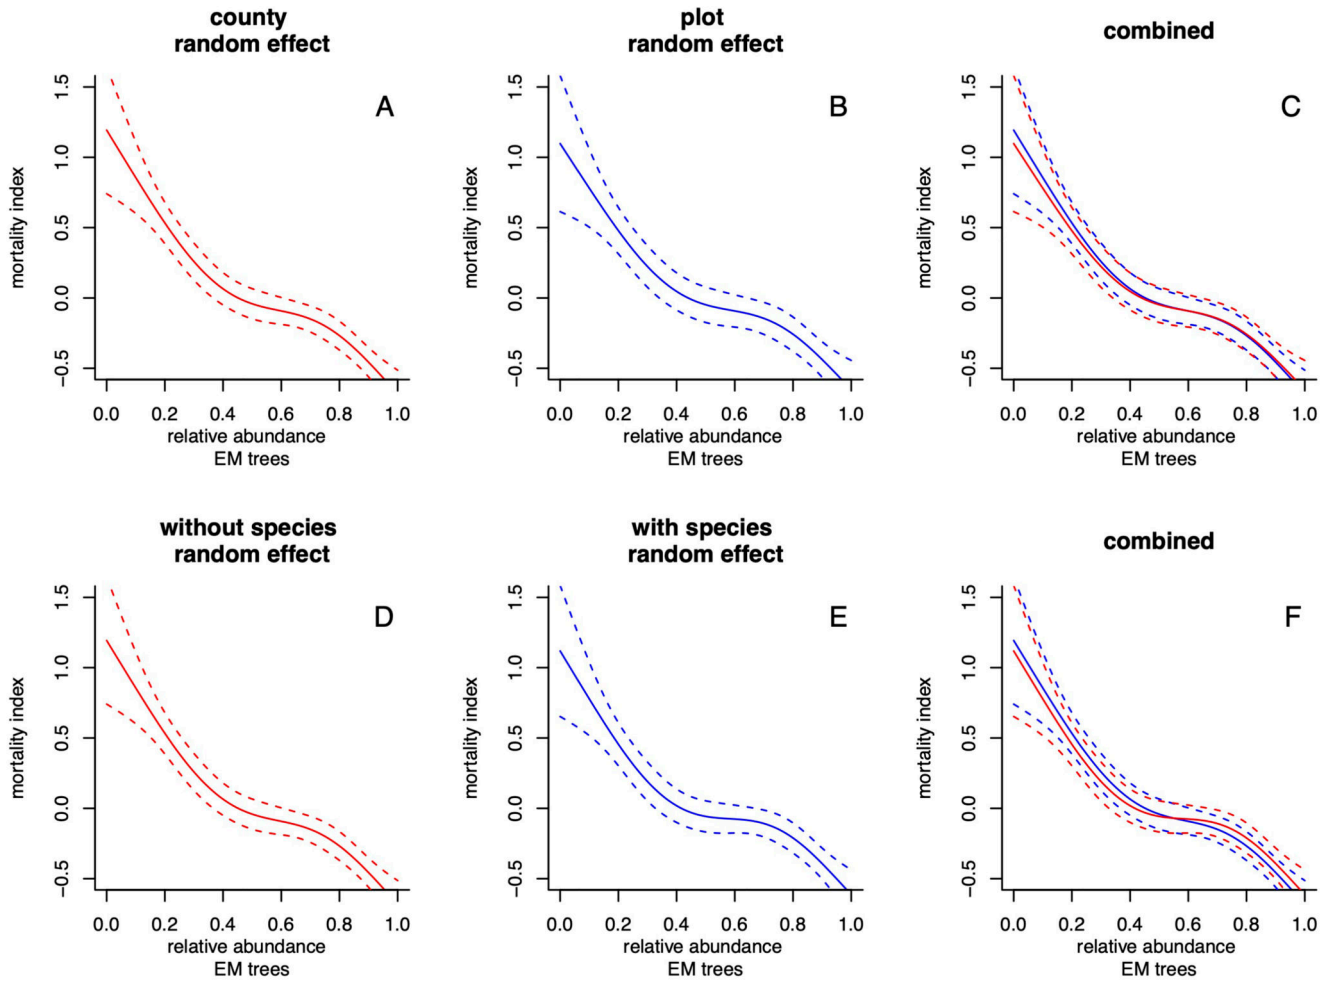 county
random effect
A
mortality index
1.5
1.0
0.5
0.0
−0.5
0.0 0.2 0.4 0.6 0.8 1.0
relative abundance
EM trees
plot
random effect
B
mortality index
1.5
1.0
0.5
0.0
−0.5
0.0 0.2 0.4 0.6 0.8 1.0
relative abundance
EM trees
combined
C
mortality index
1.5
1.0
0.5
0.0
−0.5
0.0 0.2 0.4 0.6 0.8 1.0
relative abundance
EM trees
without species
random effect
D
mortality index
1.5
1.0
0.5
0.0
−0.5
0.0 0.2 0.4 0.6 0.8 1.0
relative abundance
EM trees
with species
random effect
E
mortality index
1.5
1.0
0.5
0.0
−0.5
0.0 0.2 0.4 0.6 0.8 1.0
relative abundance
EM trees
combined
F
mortality index
1.5
1.0
0.5
0.0
−0.5
0.0 0.2 0.4 0.6 0.8 1.0
relative abundance
EM trees